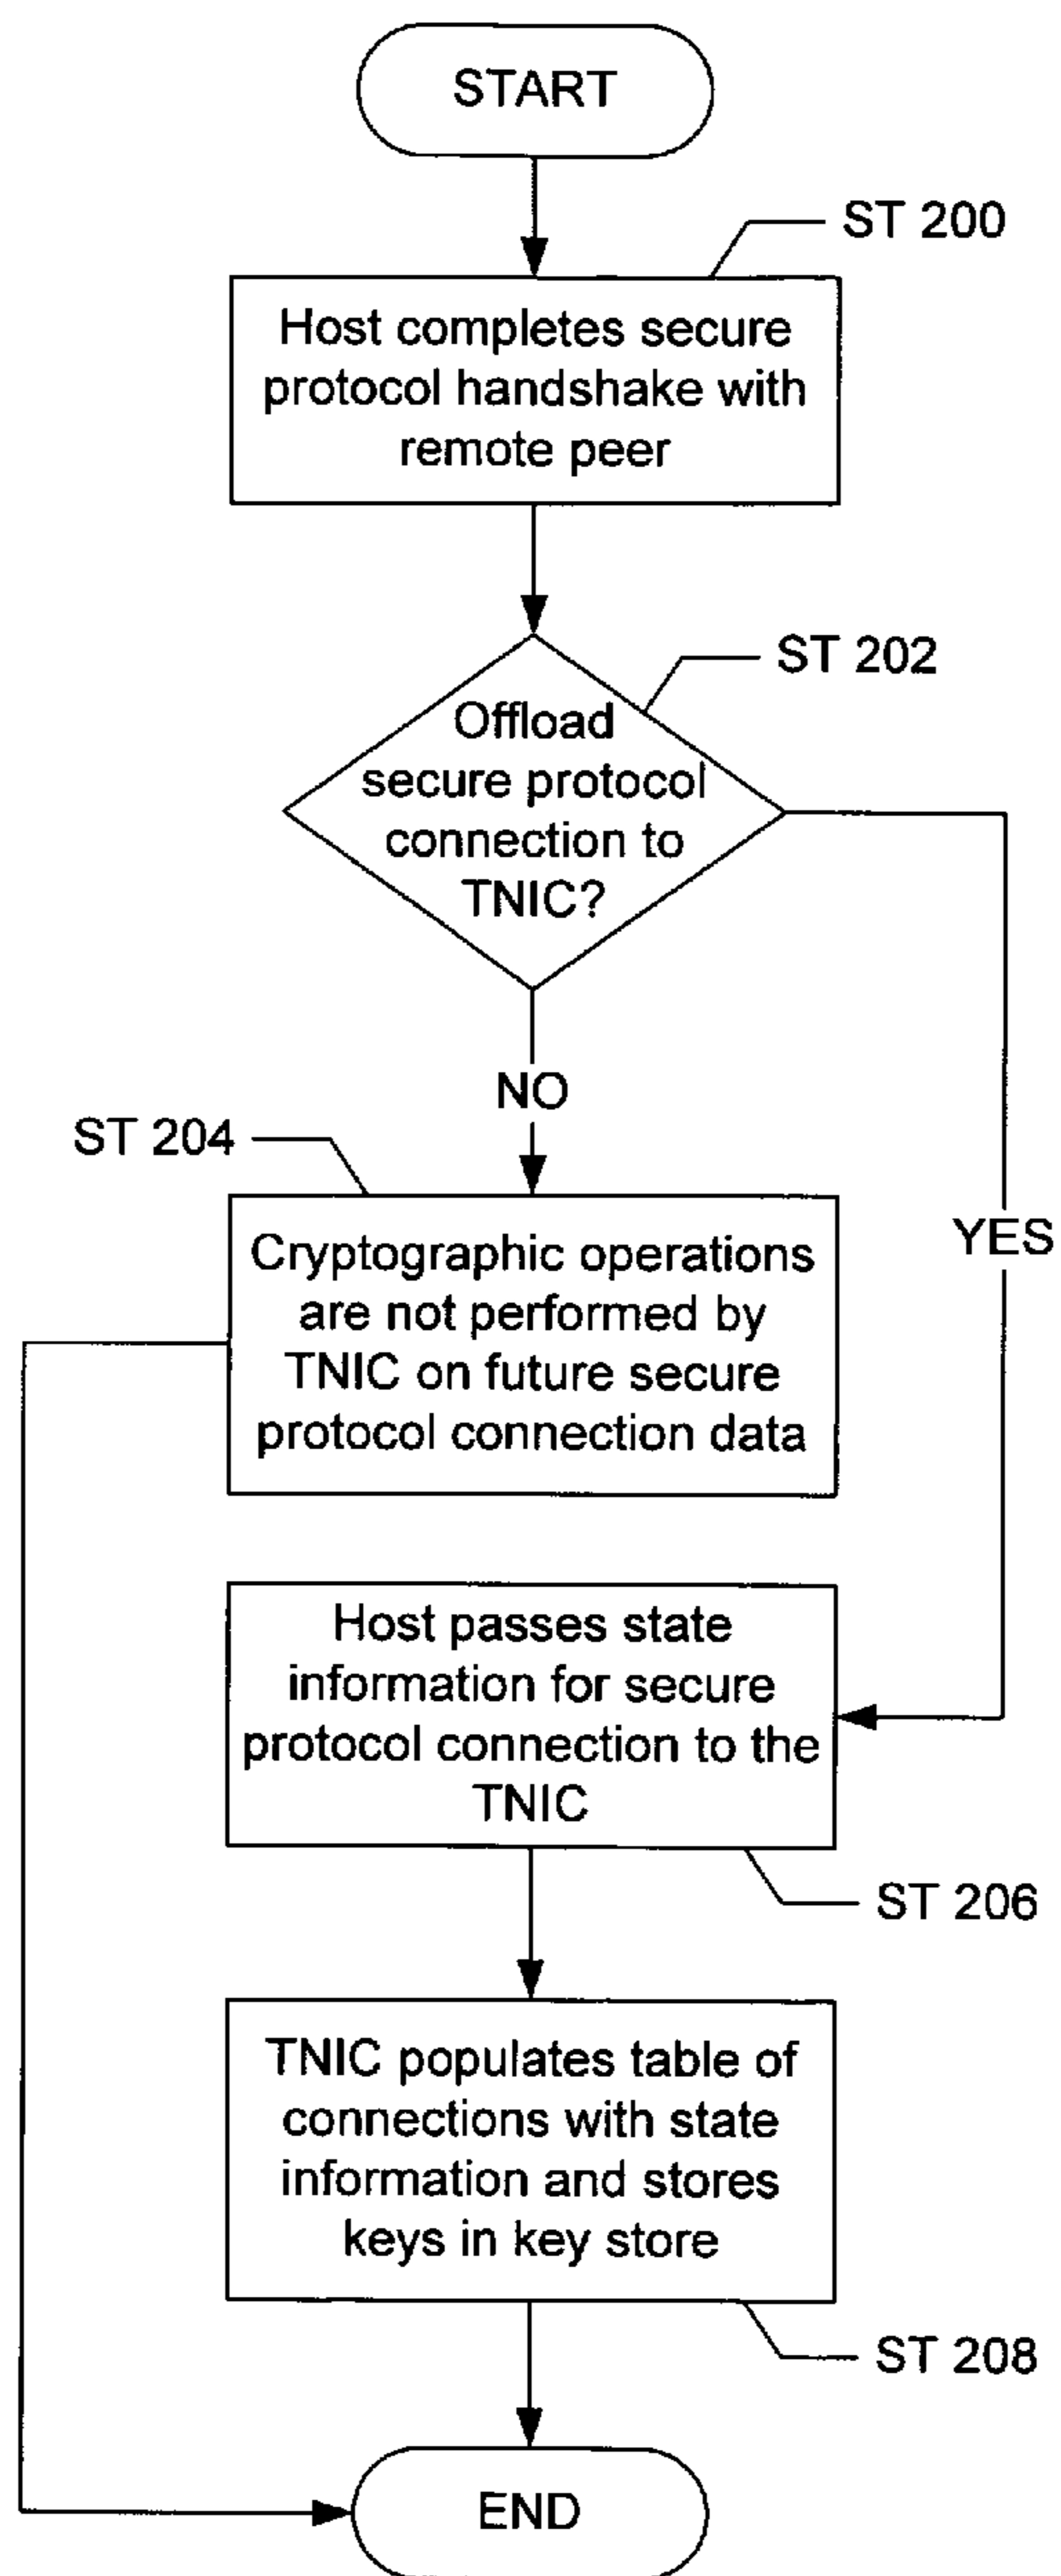 START
ST 200
Host completes secure
protocol handshake with
remote peer
ST 202
Offload
secure protocol
connection to
TNIC?
NO
ST 204
YES
Cryptographic operations
are not performed by
TNIC on future secure
protocol connection data
Host passes state
information for secure
protocol connection to the
TNIC
ST 206
TNIC populates table of
connections with state
information and stores
keys in key store
ST 208
END